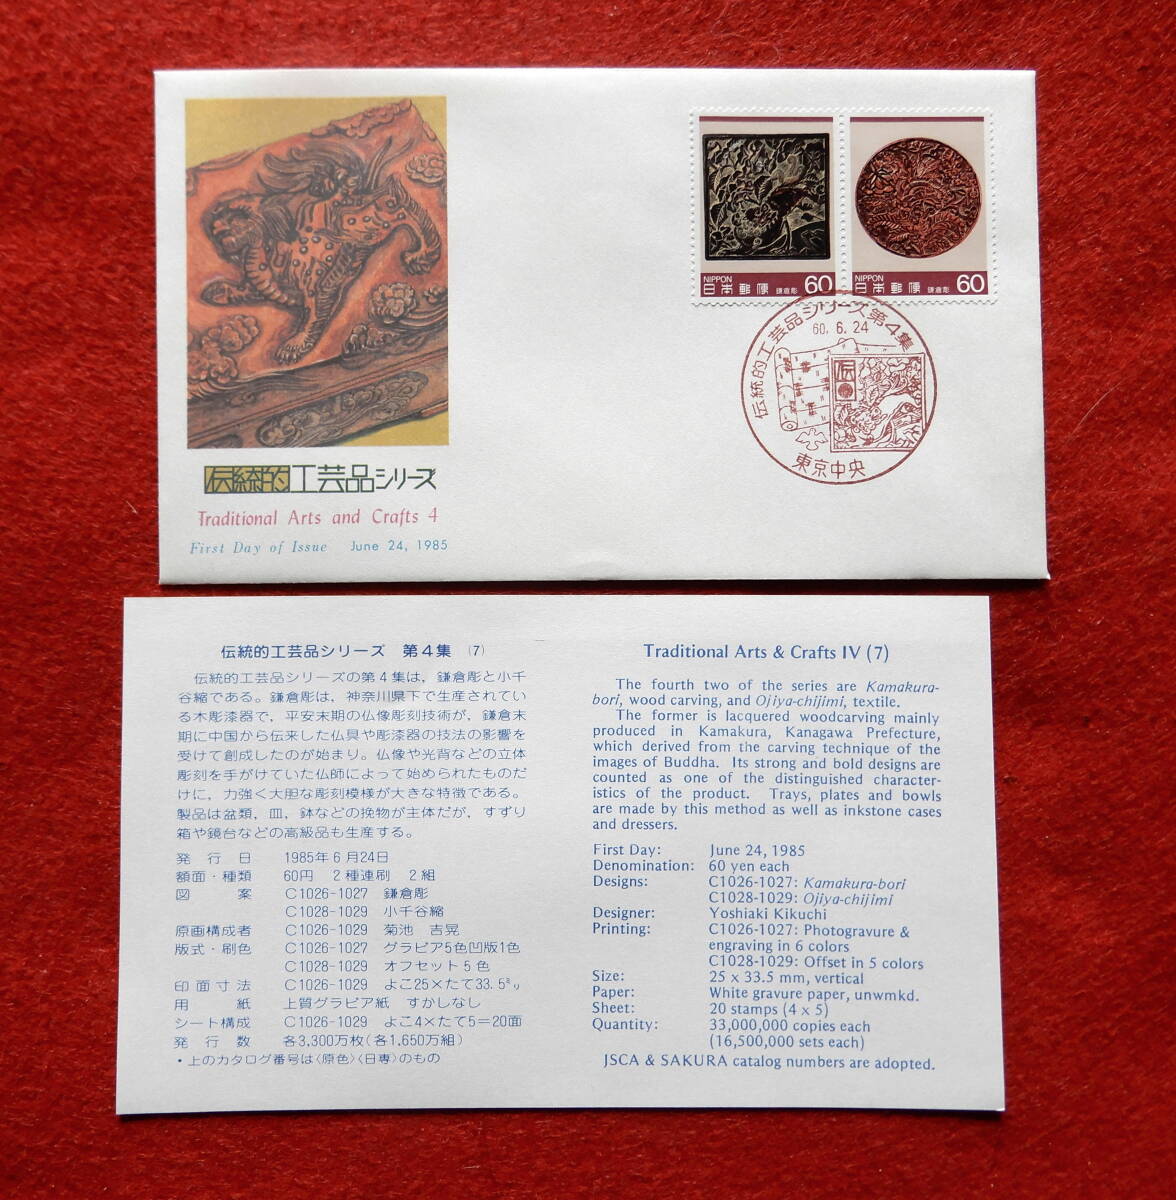 NIPPON
日本郵便 鎌倉彫 60
NIPPON
日本郵便 鎌倉彫 60
伝統的工芸品シリーズ第4集
60. 6. 24
伝
東京中央
伝統的工芸品シリーズ
Traditional Arts and Crafts 4
First Day of Issue June 24, 1985
伝統的工芸品シリーズ 第4集 (7)
伝統的工芸品シリーズの第4集は，鎌倉彫と小千
谷縮である。鎌倉彫は，神奈川県下で生産されてい
る木彫漆器で，平安末期の仏像彫刻技術が，鎌倉末
期に中国から伝来した仏具や彫漆器の技法の影響を
受けて創成したのが始まり。仏像や光背などの立体
彫刻を手がけていた仏師によって始められたものだ
けに，力強く大胆な彫刻模様が大きな特徴である。
製品は盆類，皿，鉢などの挽物が主体だが，すずり
箱や鏡台などの高級品も生産する。
発行日 1985年6月24日
額面・種類 60円 2種連刷 2組
図案 C1026-1027 鎌倉彫
C1028-1029 小千谷縮
原画構成者 C1026-1029 菊池 吉晃
版式・刷色 C1026-1027 グラビア5色凹版1色
C1028-1029 オフセット5色
印面寸法 C1026-1029 よこ25×たて33.5㍉
用紙 上質グラビア紙 すかしなし
シート構成 C1026-1029 よこ4×たて5＝20面
発行数 各3,300万枚(各1,650万組)
・上のカタログ番号は〈原色〉〈日専〉のもの
Traditional Arts & Crafts IV (7)
The fourth two of the series are Kamakura-
bori, wood carving, and Ojiya-chijimi, textile.
The former is lacquered woodcarving mainly
produced in Kamakura, Kanagawa Prefecture,
which derived from the carving technique of the
images of Buddha. Its strong and bold designs are
counted as one of the distinguished character-
istics of the product. Trays, plates and bowls
are made by this method as well as inkstone cases
and dressers.
First Day: June 24, 1985
Denomination: 60 yen each
Designs: C1026-1027: Kamakura-bori
C1028-1029: Ojiya-chijimi
Designer: Yoshiaki Kikuchi
Printing: C1026-1027: Photogravure &
engraving in 6 colors
C1028-1029: Offset in 5 colors
Size: 25 x 33.5 mm, vertical
Paper: White gravure paper, unwmkd.
Sheet: 20 stamps (4 x 5)
Quantity: 33,000,000 copies each
(16,500,000 sets each)
JSCA & SAKURA catalog numbers are adopted.